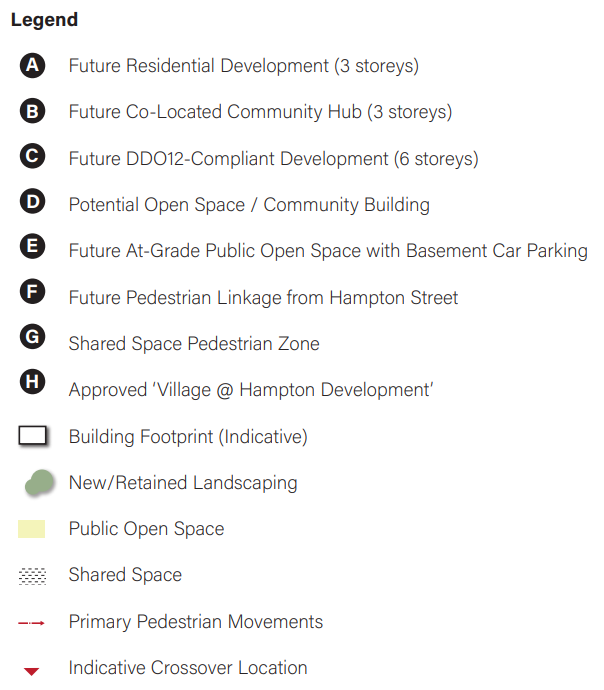 Legend
A Future Residential Development (3 storeys)
B Future Co-Located Community Hub (3 storeys)
C Future DDO12-Compliant Development (6 storeys)
D Potential Open Space / Community Building
E Future At-Grade Public Open Space with Basement Car Parking
F Future Pedestrian Linkage from Hampton Street
G Shared Space Pedestrian Zone
H Approved ‘Village @ Hampton Development’
Building Footprint (Indicative)
New/Retained Landscaping
Public Open Space
Shared Space
Primary Pedestrian Movements
Indicative Crossover Location